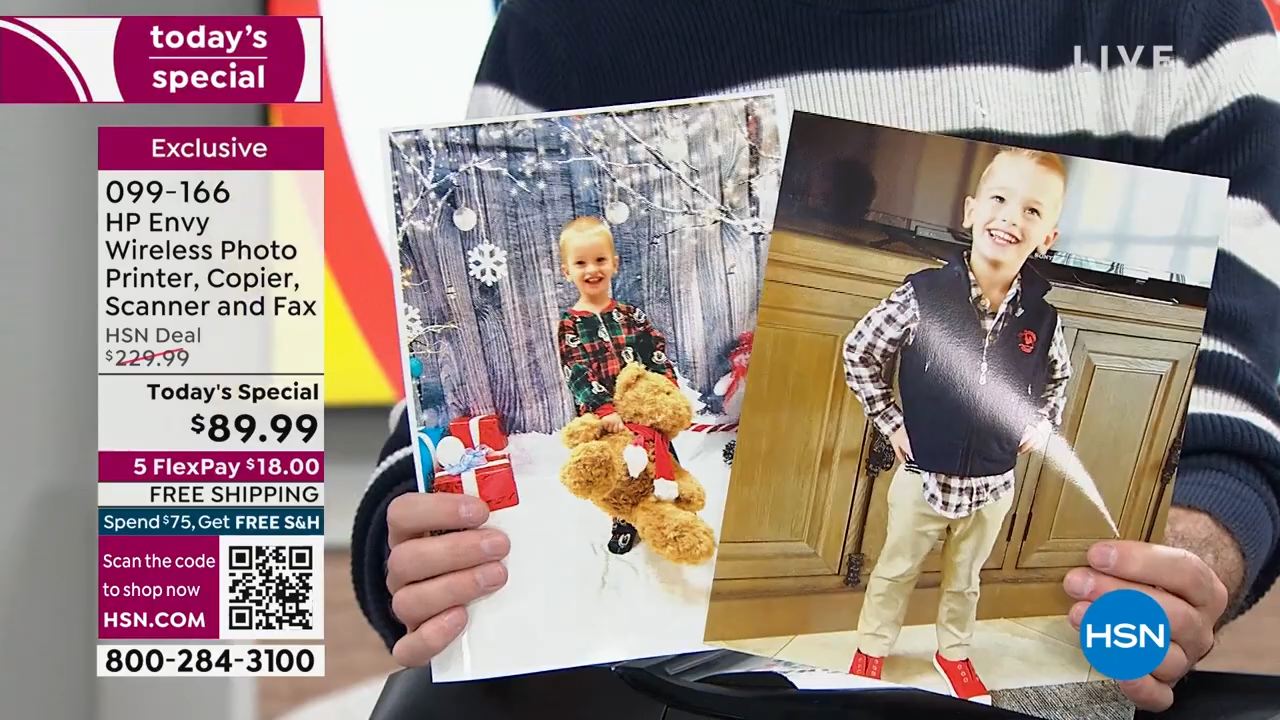 today's
special
Exclusive
099-166
HP Envy
Wireless Photo
Printer, Copier,
Scanner and Fax
HSN Deal
$229.99
Today's Special
$89.99
5 FlexPay $18.00
FREE SHIPPING
Spend $75, Get FREE S&H
Scan the code
to shop now
HSN.COM
800-284-3100
LIVE
SONY
HSN